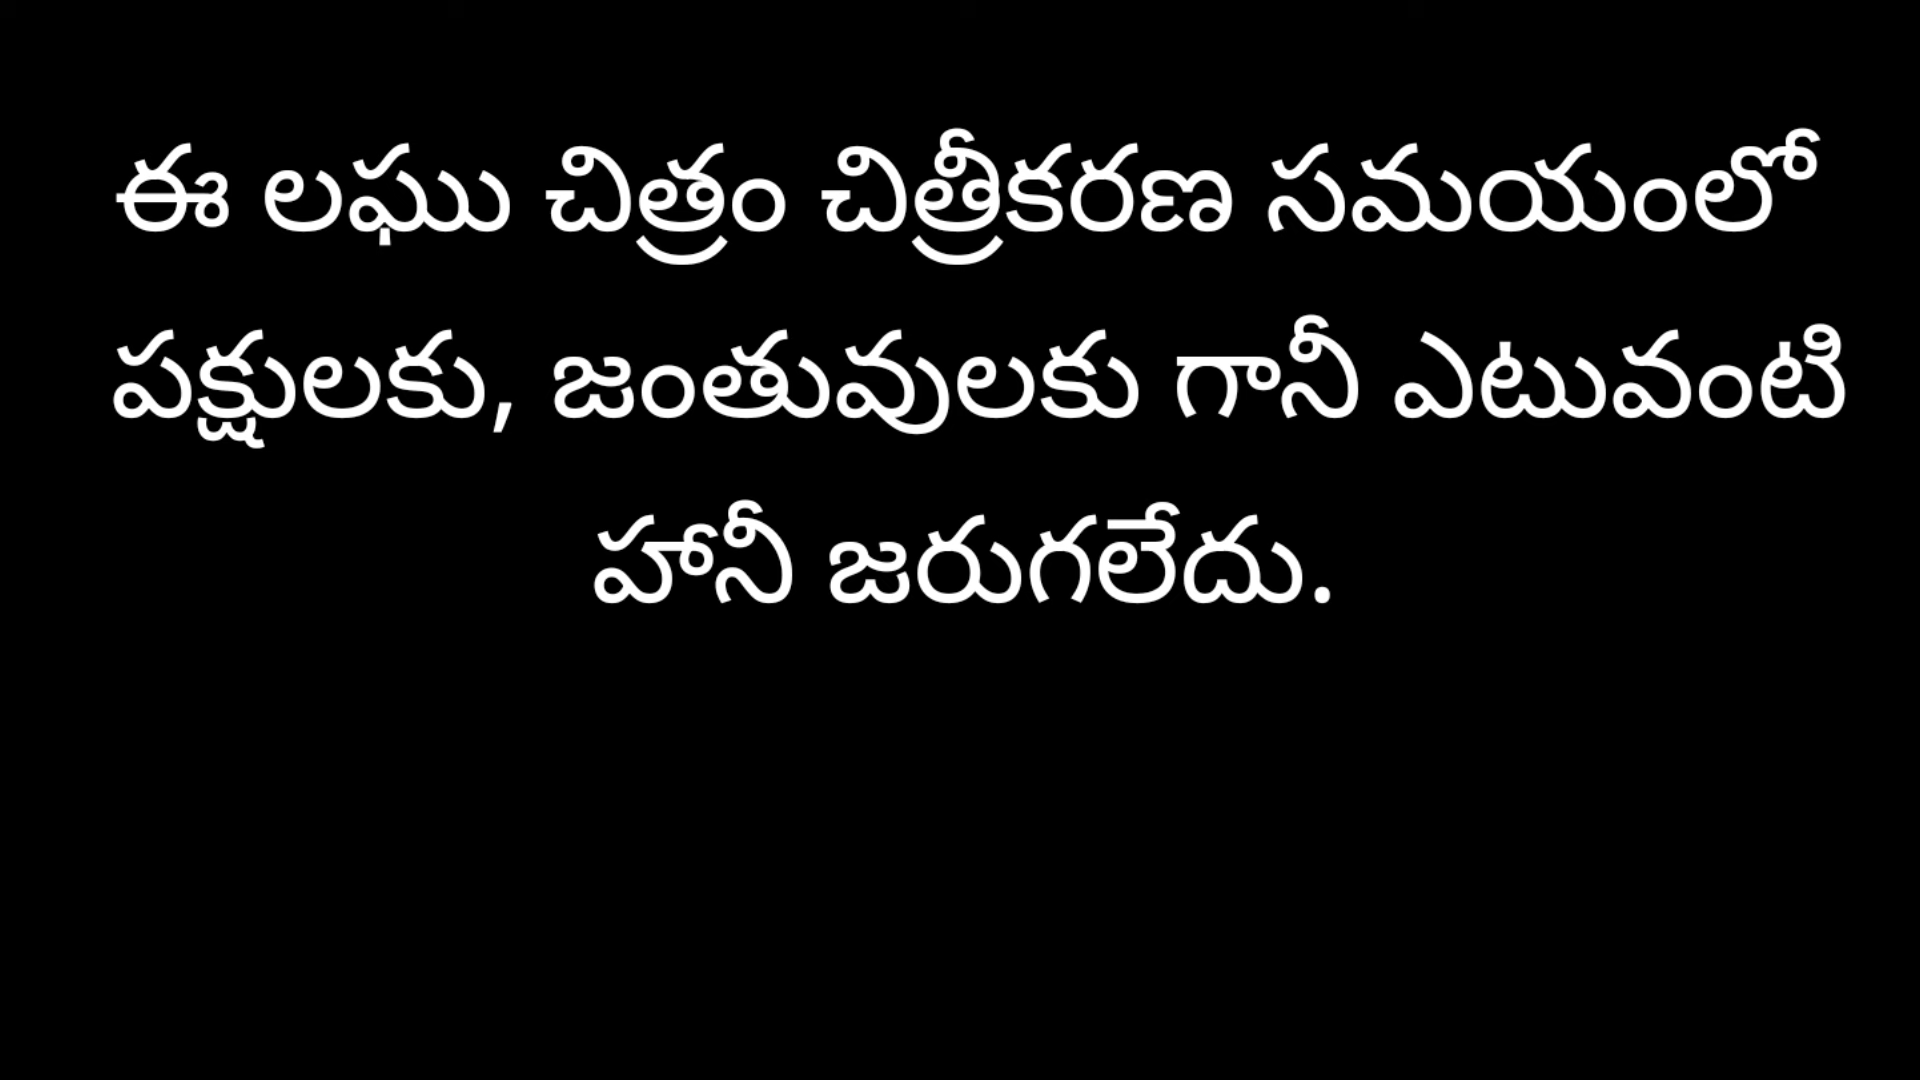 ఈ లఘు చిత్రం చిత్రీకరణ సమయంలో
పక్షులకు, జంతువులకు గానీ ఎటువంటి
హానీ జరుగలేదు.